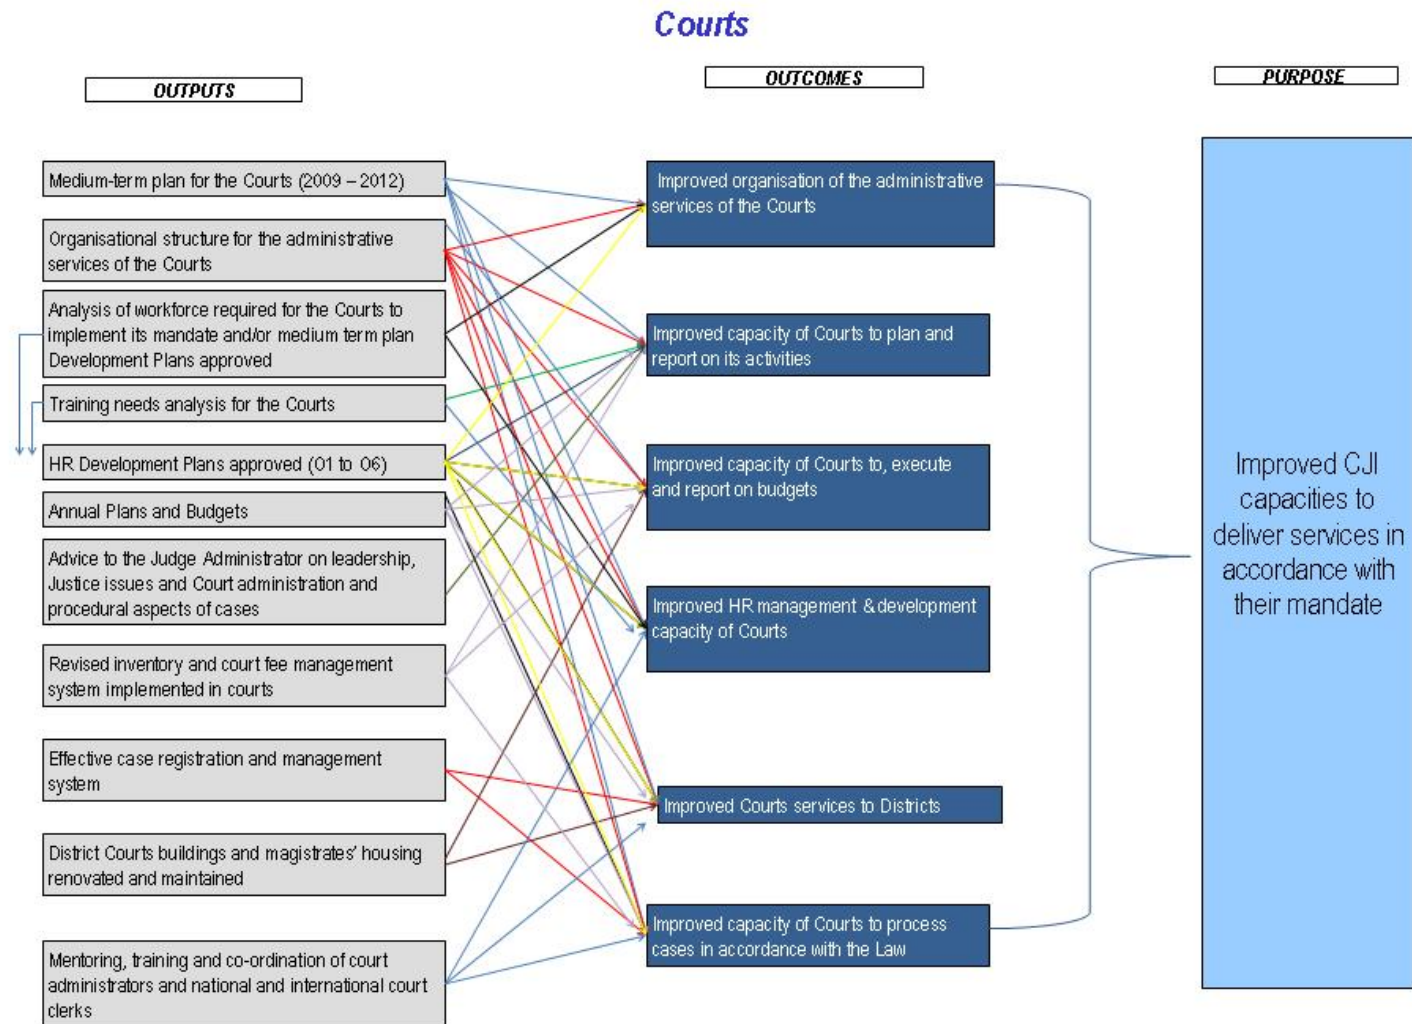 Courts
OUTPUTS
OUTCOMES
PURPOSE
Medium-term plan for the Courts (2009 – 2012)
Organisational structure for the administrative
services of the Courts
Analysis of workforce required for the Courts to
implement its mandate and/or medium term plan
Development Plans approved
Training needs analysis for the Courts
HR Development Plans approved (01 to 06)
Annual Plans and Budgets
Advice to the Judge Administrator on leadership,
Justice issues and Court administration and
procedural aspects of cases
Revised inventory and court fee management
system implemented in courts
Effective case registration and management
system
District Courts buildings and magistrates' housing
renovated and maintained
Mentoring, training and co-ordination of court
administrators and national and international court
clerks
Improved organisation of the administrative
services of the Courts
Improved capacity of Courts to plan and
report on its activities
Improved capacity of Courts to, execute
and report on budgets
Improved HR management & development
capacity of Courts
Improved Courts services to Districts
Improved capacity of Courts to process
cases in accordance with the Law
Improved CJI
capacities to
deliver services in
accordance with
their mandate